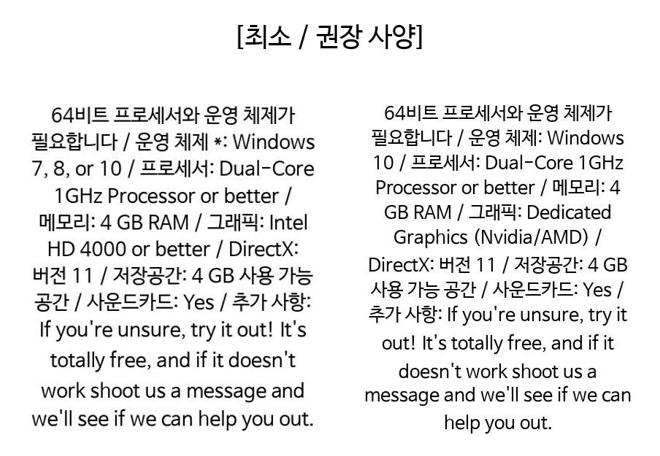 [최소 / 권장 사양]
64비트 프로세서와 운영 체제가
필요합니다 / 운영 체제 *: Windows
7, 8, or 10 / 프로세서: Dual-Core
1GHz Processor or better /
메모리: 4 GB RAM / 그래픽: Intel
HD 4000 or better / DirectX:
버전 11 / 저장공간: 4 GB 사용 가능
공간 / 사운드카드: Yes / 추가 사항:
If you're unsure, try it out! It's
totally free, and if it doesn't
work shoot us a message and
we'll see if we can help you out.
64비트 프로세서와 운영 체제가
필요합니다 / 운영 체제: Windows
10 / 프로세서: Dual-Core 1GHz
Processor or better / 메모리: 4
GB RAM / 그래픽: Dedicated
Graphics (Nvidia/AMD) /
DirectX: 버전 11 / 저장공간: 4 GB
사용 가능 공간 / 사운드카드: Yes /
추가 사항: If you're unsure, try it
out! It's totally free, and if it
doesn't work shoot us a
message and we'll see if we can
help you out.